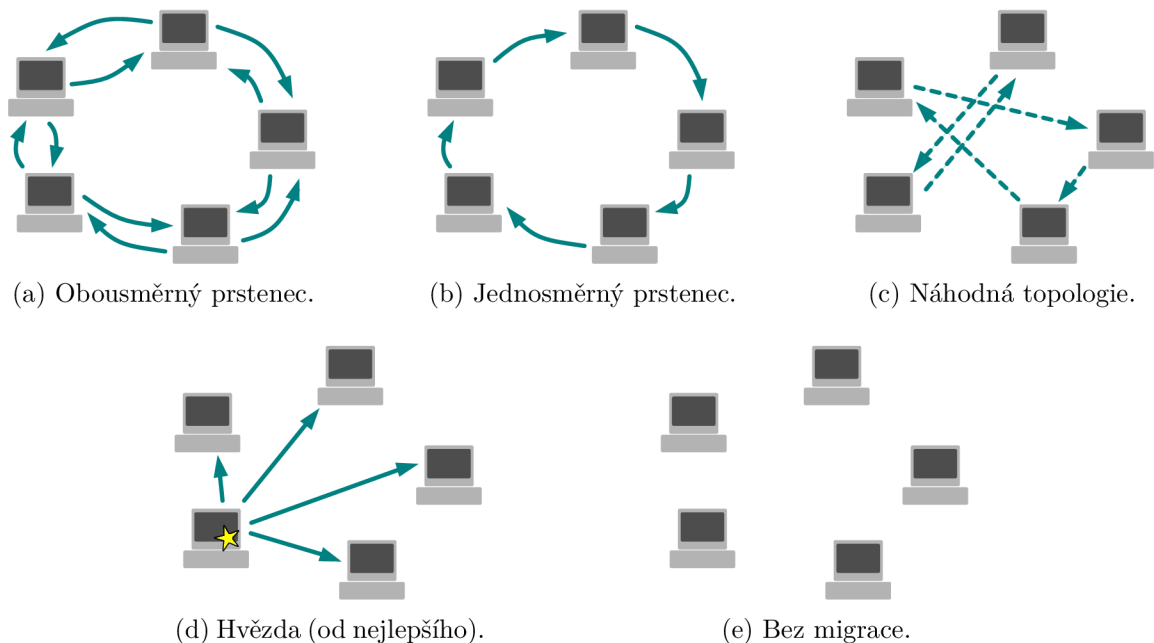 (a) Obousměrný prstenec.
(b) Jednosměrný prstenec.
(c) Náhodná topologie.
(d) Hvězda (od nejlepšího).
(e) Bez migrace.